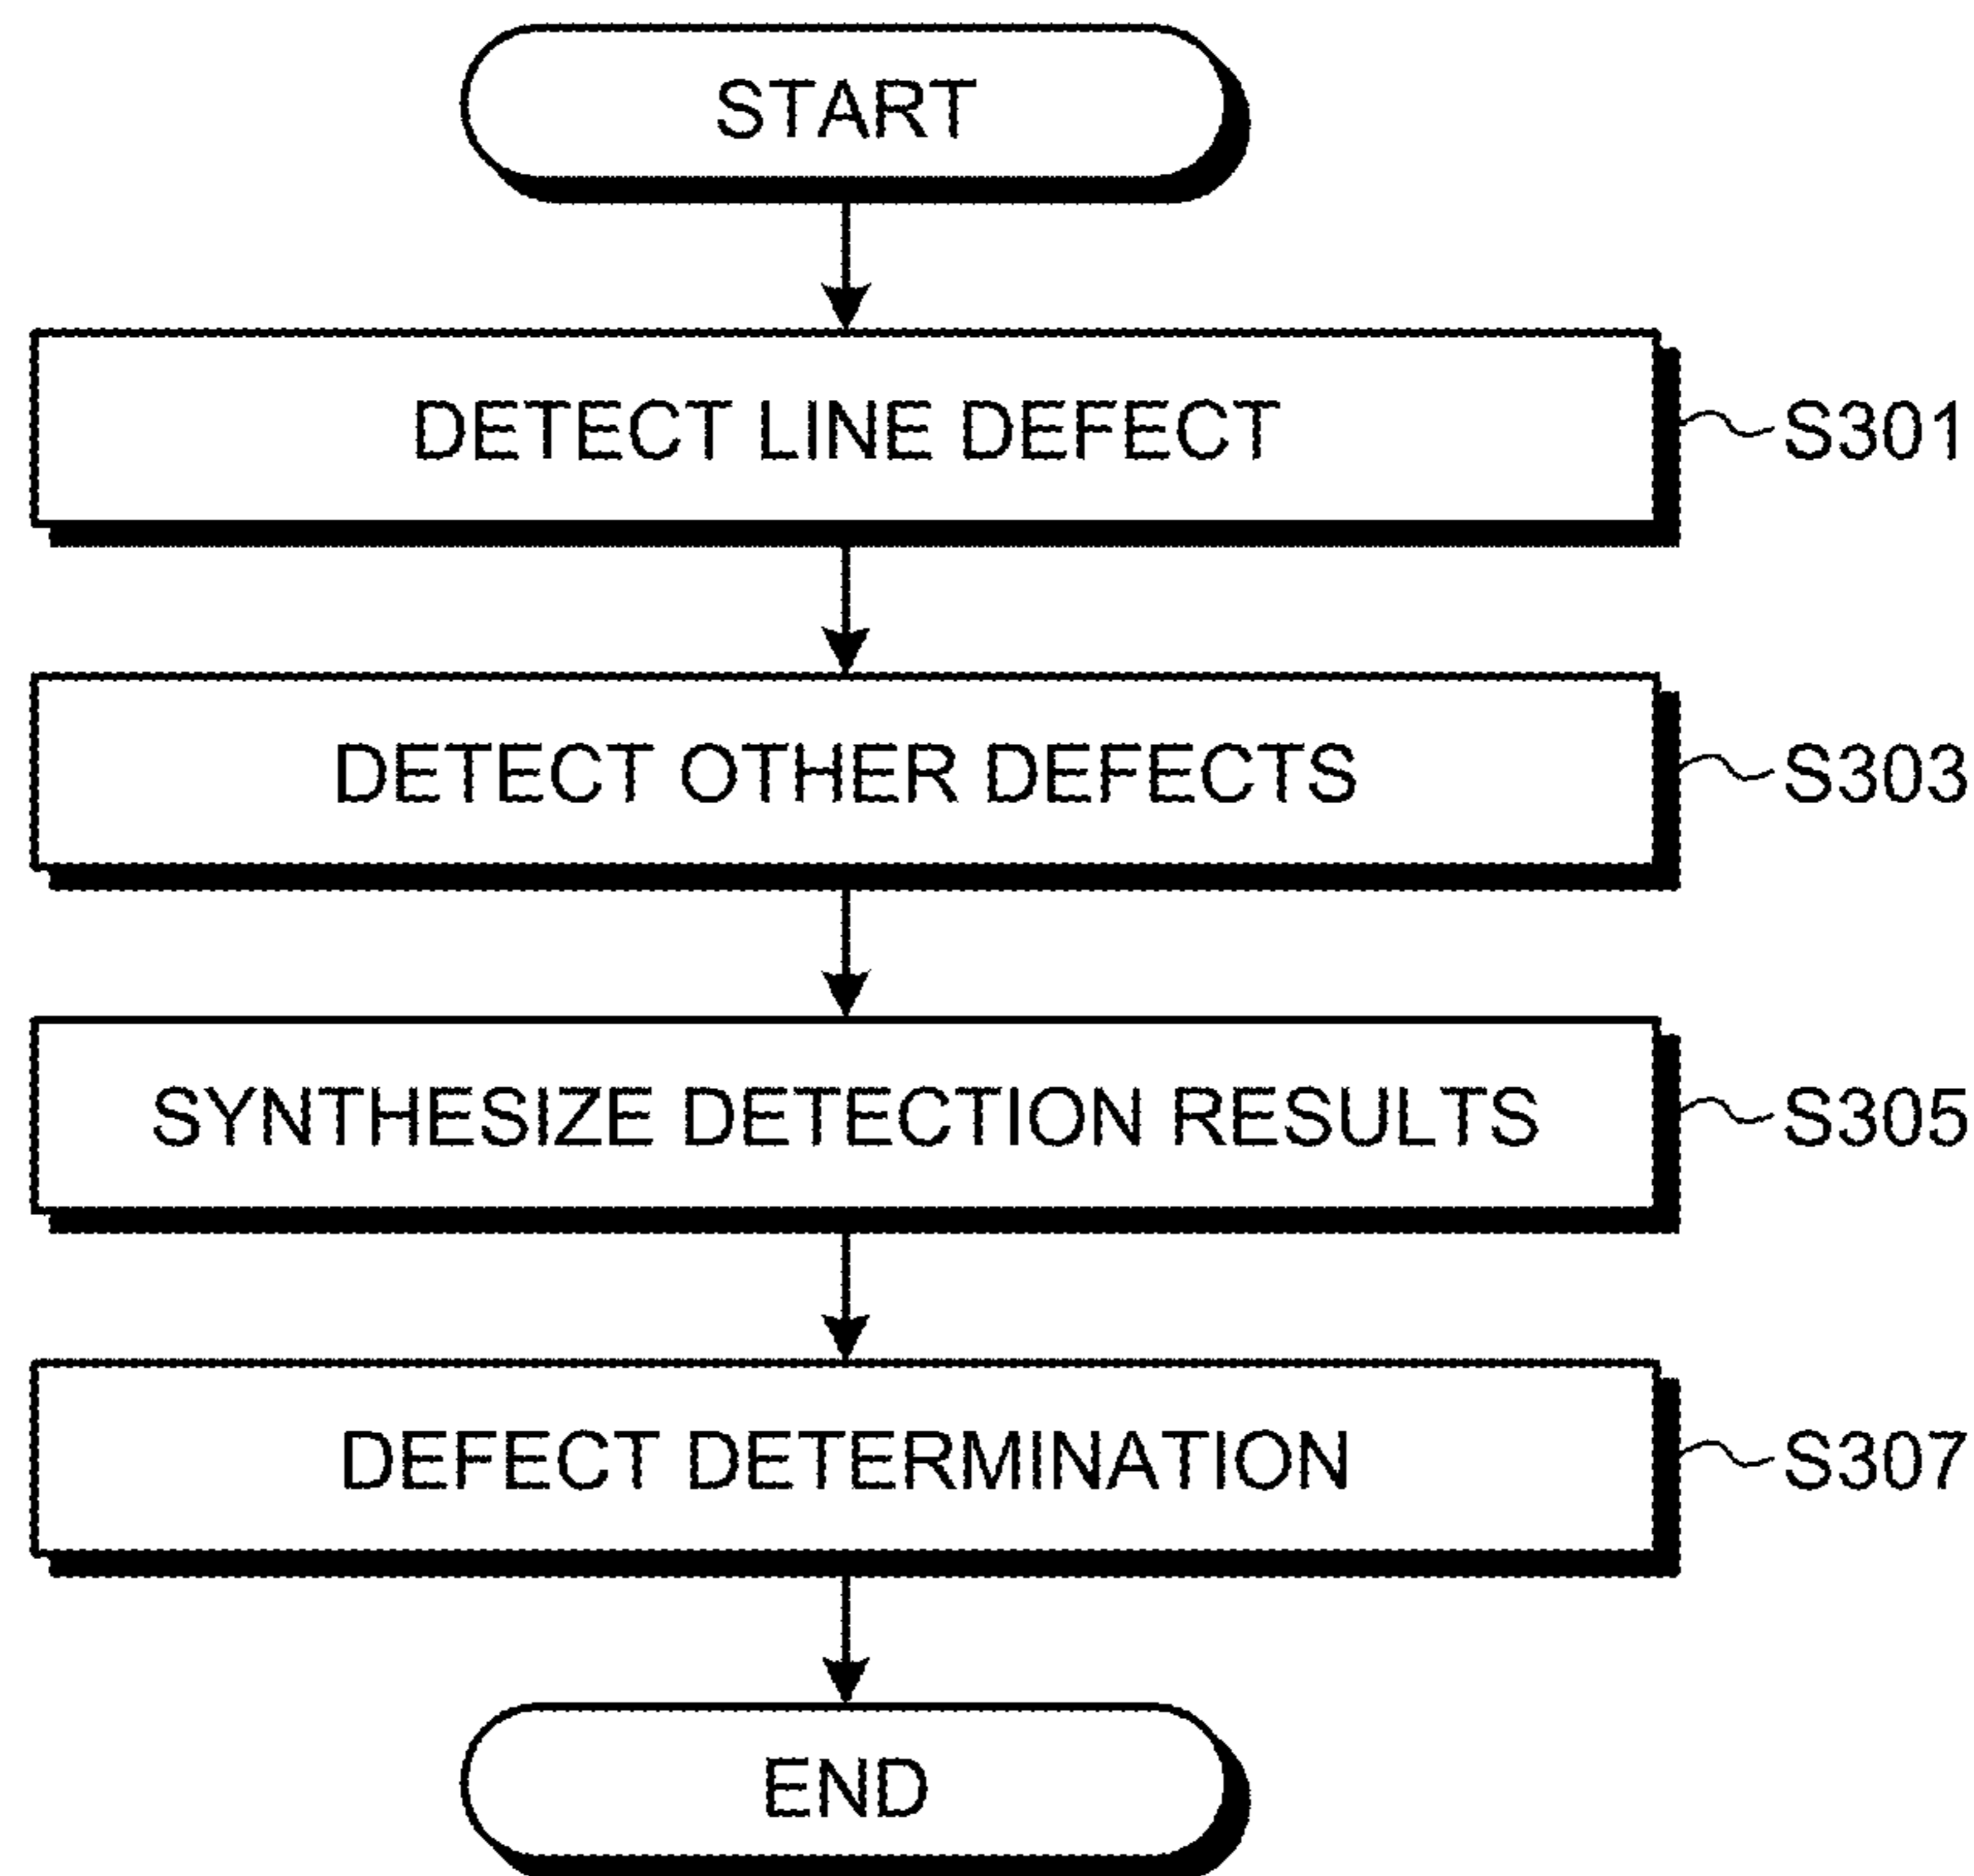 START
DETECT LINE DEFECT
S301
DETECT OTHER DEFECTS
S303
SYNTHESIZE DETECTION RESULTS
S305
DEFECT DETERMINATION
S307
END